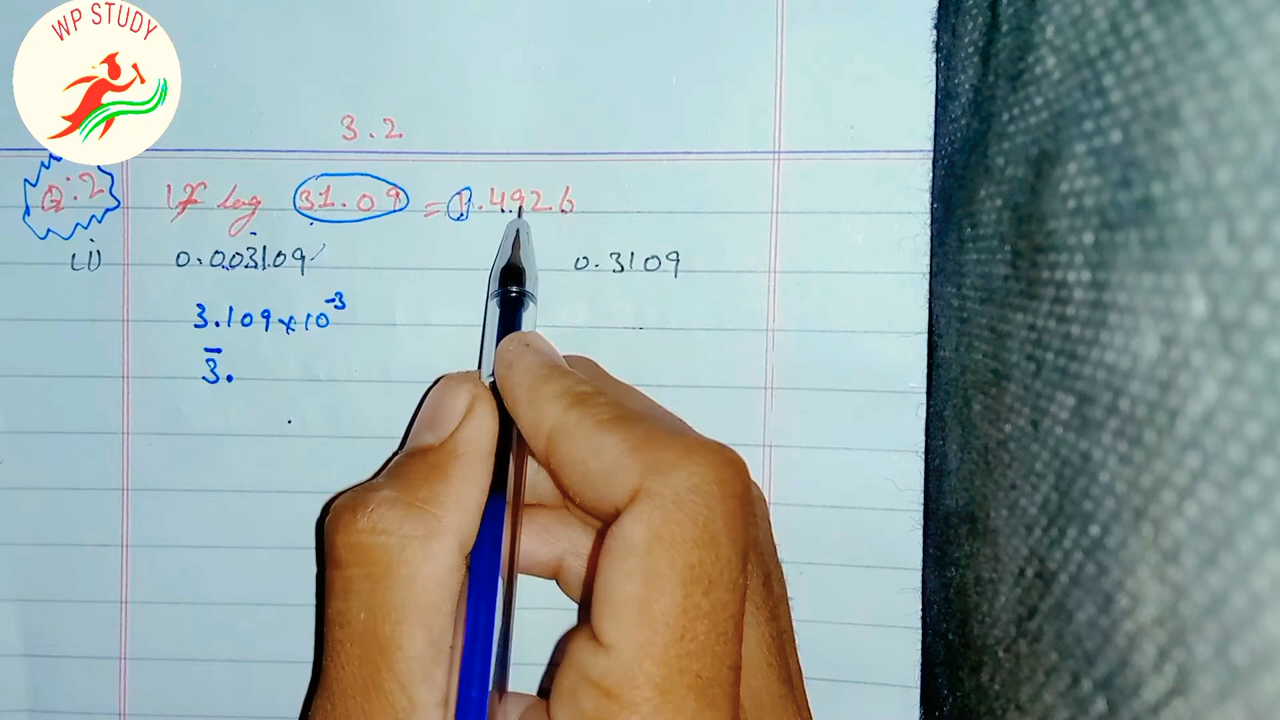 WP STUDY
3.2
Q.2 If log 31.09 = 1.4926
(i) 0.003109 0.3109
3.109×10⁻³
3̅.